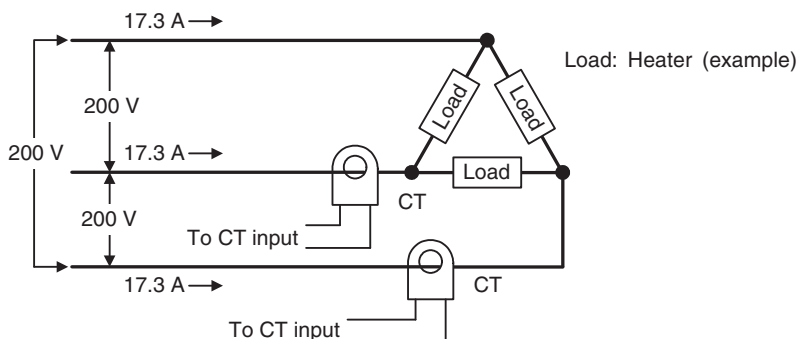 17.3 A
Load: Heater (example)
Load
Load
200 V
200 V
17.3 A
Load
CT
200 V
To CT input
17.3 A
CT
To CT input